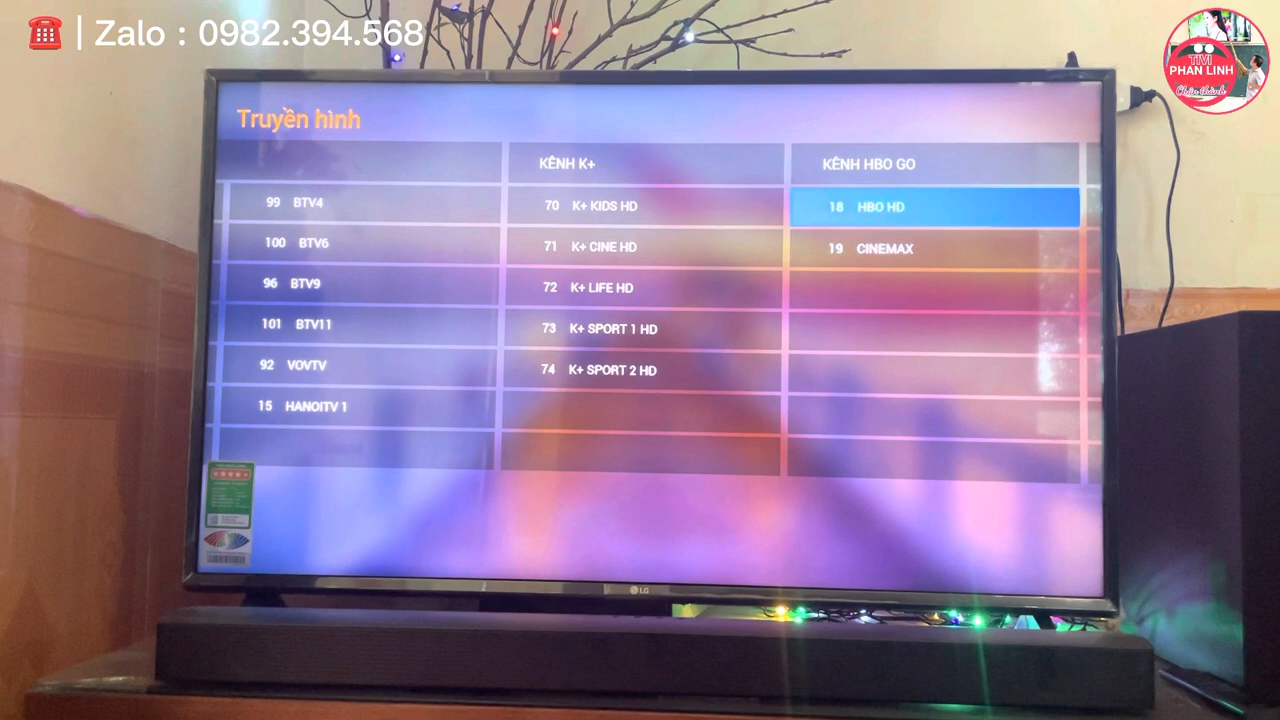 ☎️ | Zalo : 0982.394.568
TIVI
PHAN LINH
Chân thành
Truyền hình
KÊNH K+
KÊNH HBO GO
99 BTV4
70 K+ KIDS HD
18 HBO HD
100 BTV6
71 K+ CINE HD
19 CINEMAX
96 BTV9
72 K+ LIFE HD
101 BTV11
73 K+ SPORT 1 HD
92 VOVTV
74 K+ SPORT 2 HD
15 HANOITV 1
LG